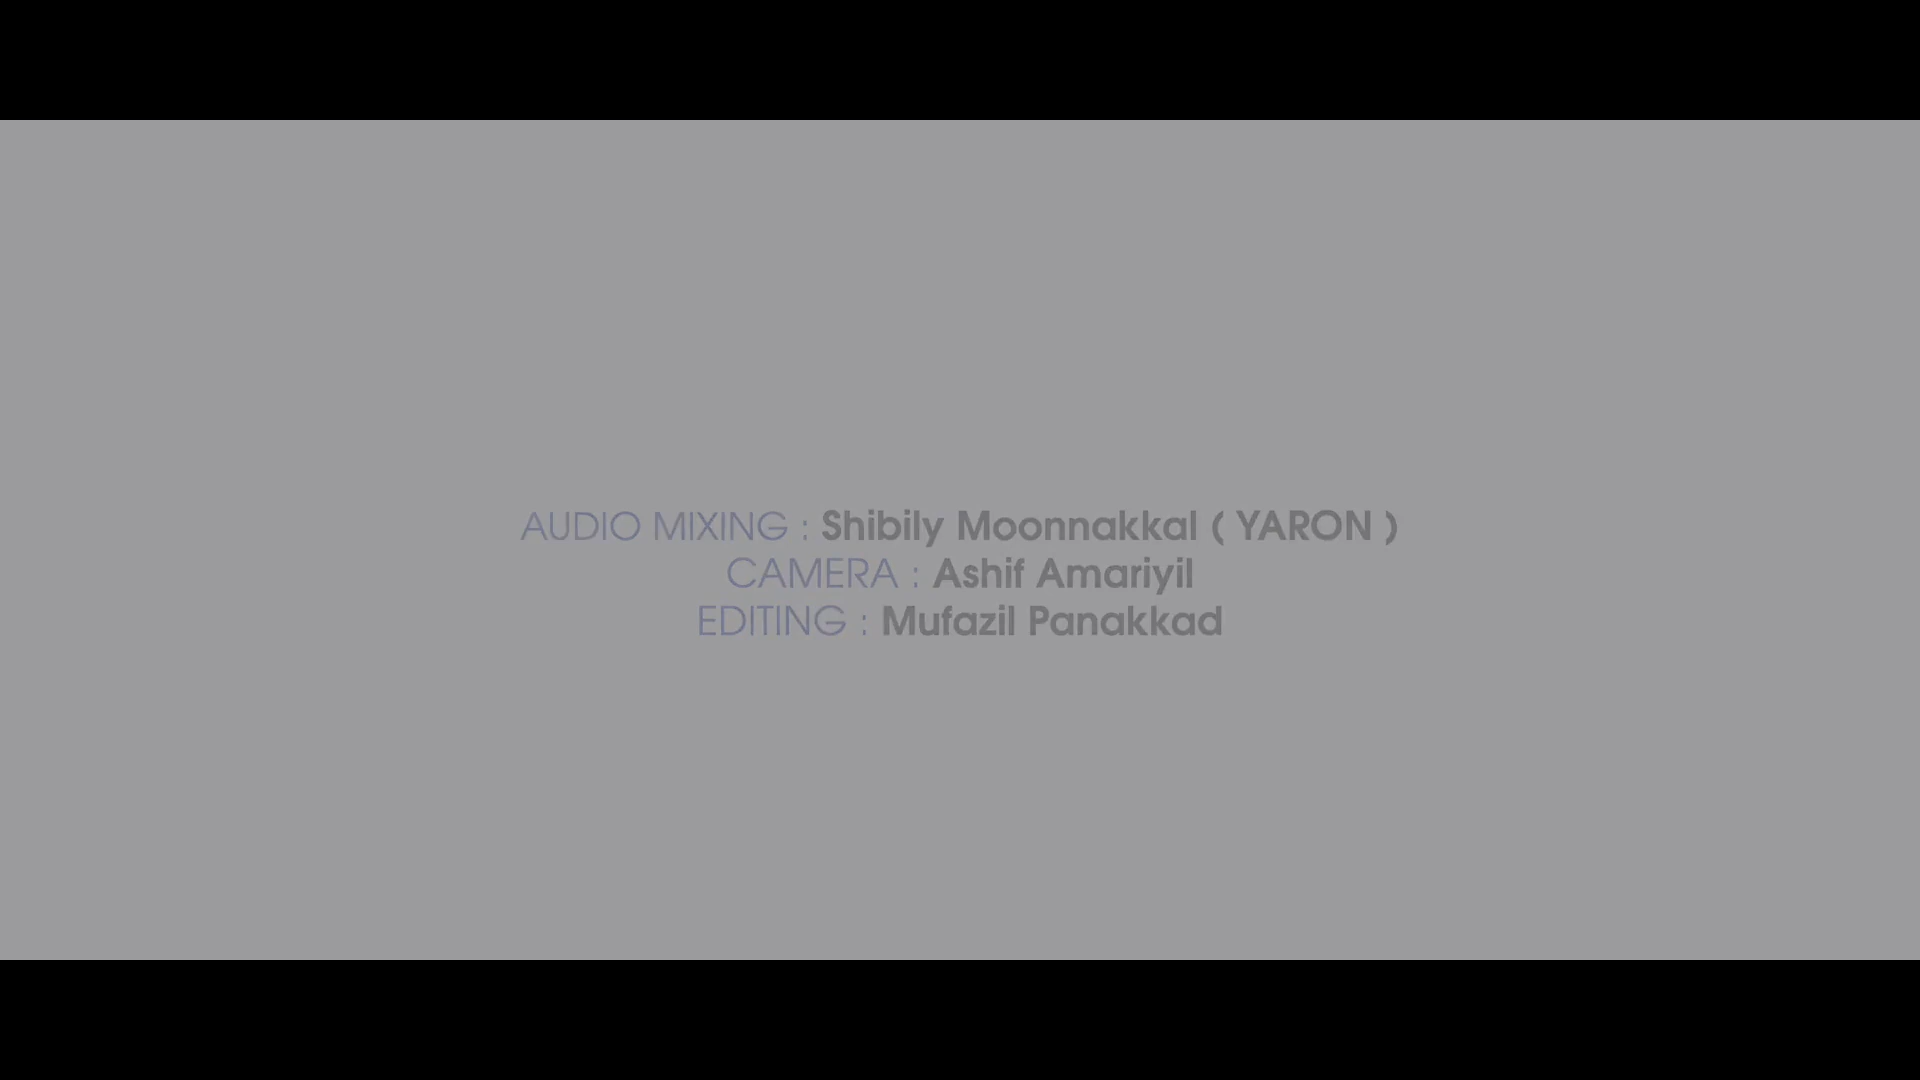 AUDIO MIXING : Shibily Moonnakkal ( YARON )
CAMERA : Ashif Amariyil
EDITING : Mufazil Panakkad